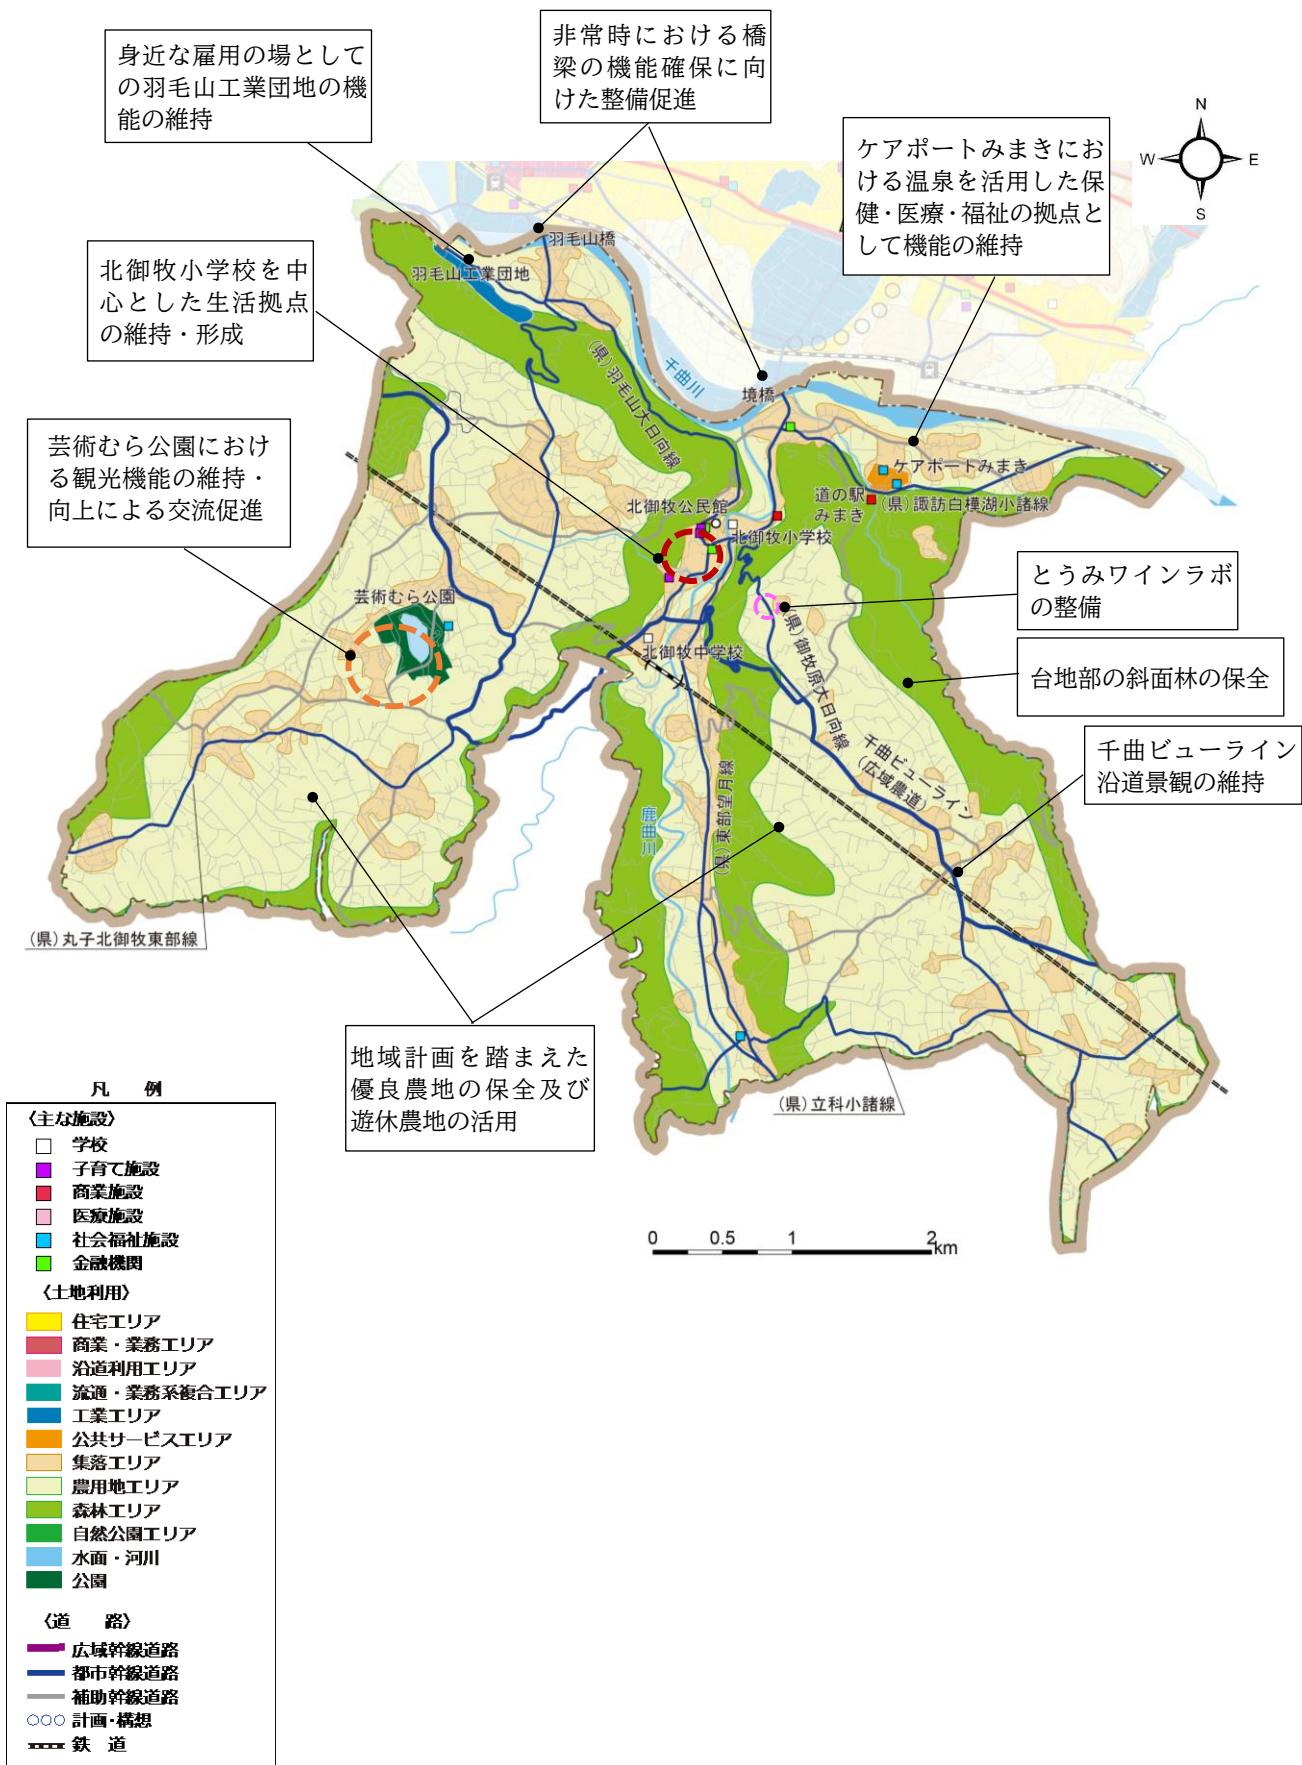 身近な雇用の場として
の羽毛山工業団地の機
能の維持
非常時における橋
梁の機能確保に向
けた整備促進
ケアポートみまきにお
ける温泉を活用した保
健・医療・福祉の拠点と
して機能の維持
N
W
E
S
北御牧小学校を中
心とした生活拠点
の維持・形成
芸術むら公園におけ
る観光機能の維持・
向上による交流促進
羽毛山橋
羽毛山工業団地
(県)羽毛山大日向線
千曲川
境橋
ケアポートみまき
道の駅
みまき
(県)諏訪白樺湖小諸線
北御牧公民館
北御牧小学校
芸術むら公園
北御牧中学校
(県)御牧原大日向線
千曲ビューライン
(広域農道)
鹿曲川
(県)東部望月線
とうみワインラボ
の整備
台地部の斜面林の保全
千曲ビューライン
沿道景観の維持
(県)丸子北御牧東部線
地域計画を踏まえた
優良農地の保全及び
遊休農地の活用
(県)立科小諸線
0 0.5 1 2
km
凡 例
〈主な施設〉
学校
子育て施設
商業施設
医療施設
社会福祉施設
金融機関
〈土地利用〉
住宅エリア
商業・業務エリア
沿道利用エリア
流通・業務系複合エリア
工業エリア
公共サービスエリア
集落エリア
農用地エリア
森林エリア
自然公園エリア
水面・河川
公園
〈道 路〉
広域幹線道路
都市幹線道路
補助幹線道路
計画・構想
鉄 道